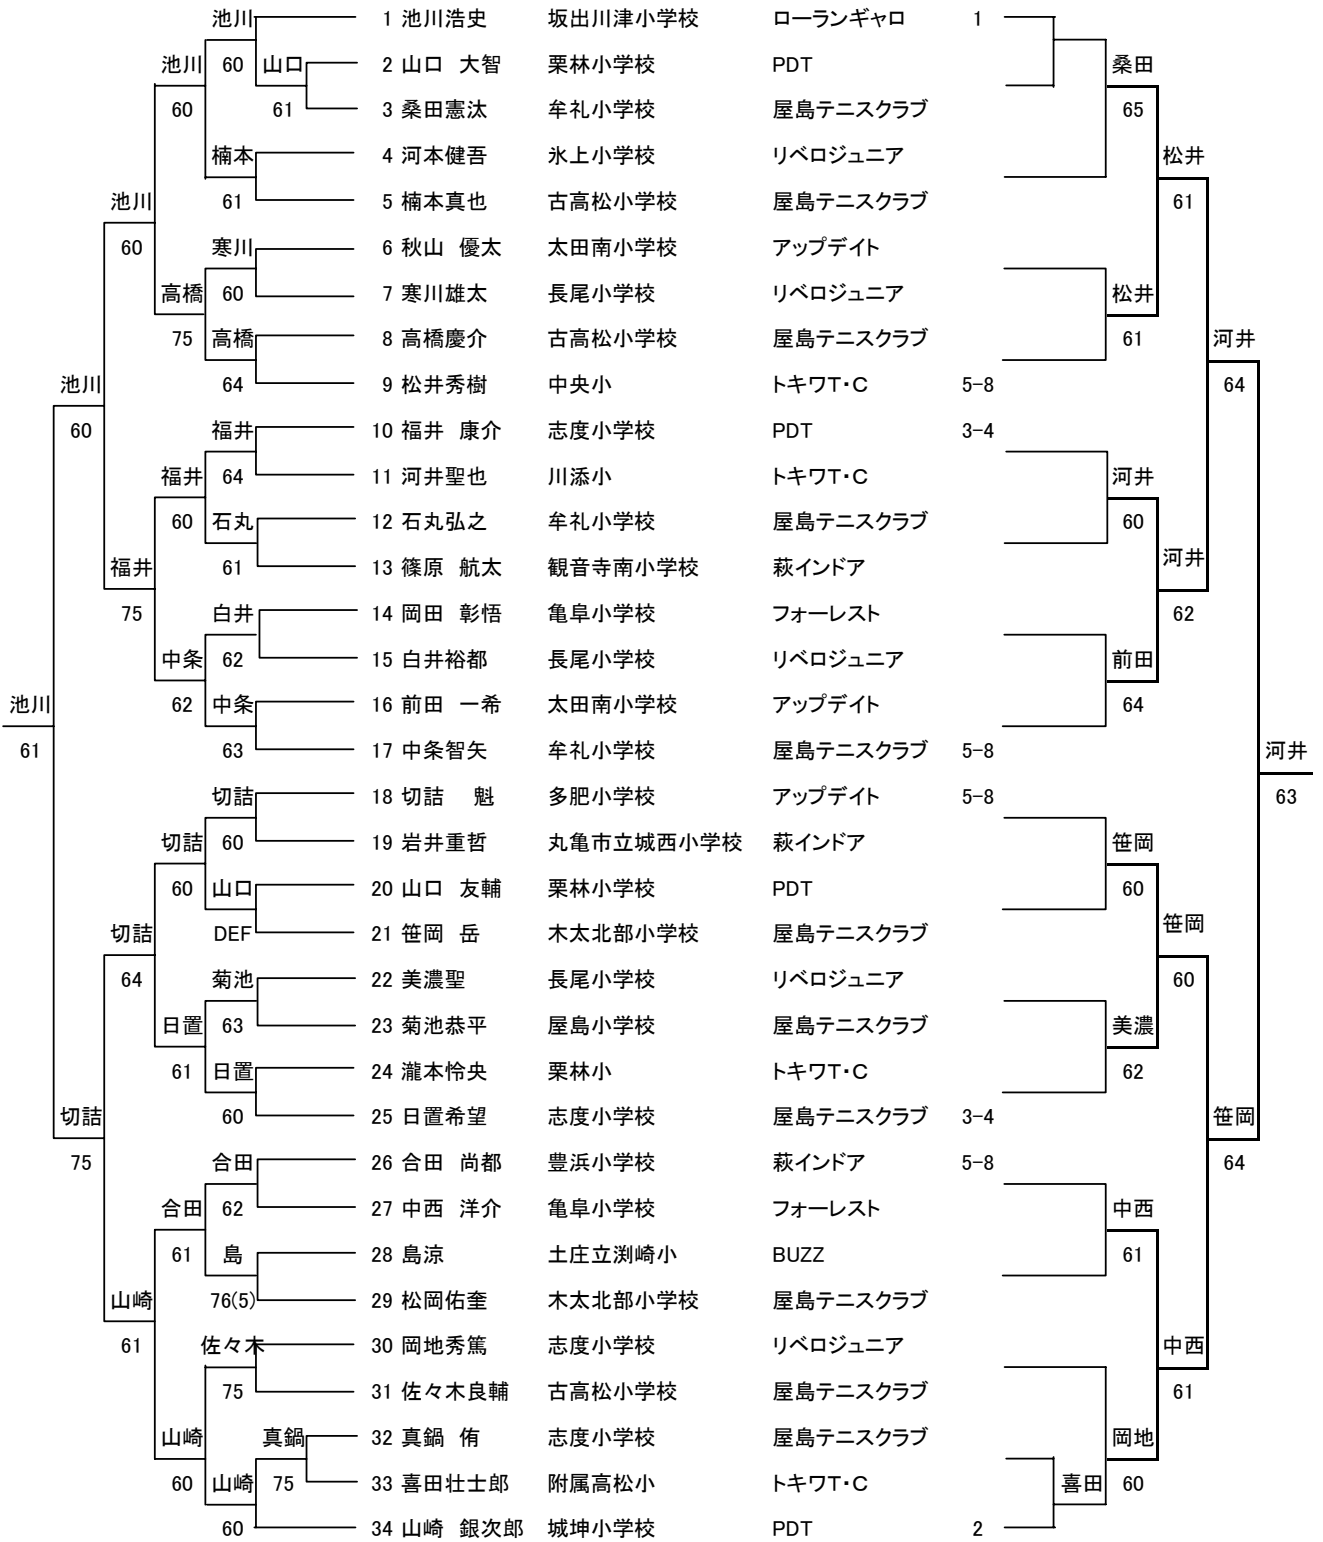 池川 1 池川浩史 坂出川津小学校 ローランギャロ 1
池川 60 山口 2 山口 大智 栗林小学校 PDT 桑田
60 61 3 桑田憲汰 牟礼小学校 屋島テニスクラブ 65
楠本 4 河本健吾 氷上小学校 リベロジュニア 松井
池川 61 5 楠本真也 古高松小学校 屋島テニスクラブ 61
60 寒川 6 秋山 優太 太田南小学校 アップデイト
高橋 60 7 寒川雄太 長尾小学校 リベロジュニア 松井
75 高橋 8 高橋慶介 古高松小学校 屋島テニスクラブ 61 河井
池川 64 9 松井秀樹 中央小 トキワT・C 5-8 64
60 福井 10 福井 康介 志度小学校 PDT 3-4
福井 64 11 河井聖也 川添小 トキワT・C 河井
60 石丸 12 石丸弘之 牟礼小学校 屋島テニスクラブ 60
福井 61 13 篠原 航太 観音寺南小学校 萩インドア 河井
75 白井 14 岡田 彰悟 亀阜小学校 フォーレスト 62
中条 62 15 白井裕都 長尾小学校 リベロジュニア 前田
池川 62 中条 16 前田 一希 太田南小学校 アップデイト 64
61 63 17 中条智矢 牟礼小学校 屋島テニスクラブ 5-8 河井
切詰 18 切詰 魁 多肥小学校 アップデイト 5-8 63
切詰 60 19 岩井重哲 丸亀市立城西小学校 萩インドア 笹岡
60 山口 20 山口 友輔 栗林小学校 PDT 60
切詰 DEF 21 笹岡 岳 木太北部小学校 屋島テニスクラブ 笹岡
64 菊池 22 美濃聖 長尾小学校 リベロジュニア 60
日置 63 23 菊池恭平 屋島小学校 屋島テニスクラブ 美濃
61 日置 24 瀧本怜央 栗林小 トキワT・C 62
切詰 60 25 日置希望 志度小学校 屋島テニスクラブ 3-4 笹岡
75 合田 26 合田 尚都 豊浜小学校 萩インドア 5-8 64
合田 62 27 中西 洋介 亀阜小学校 フォーレスト 中西
61 島 28 島涼 土庄立渕崎小 BUZZ 61
山崎 76(5) 29 松岡佑奎 木太北部小学校 屋島テニスクラブ
61 佐々木 30 岡地秀篤 志度小学校 リベロジュニア 中西
75 31 佐々木良輔 古高松小学校 屋島テニスクラブ 61
山崎 真鍋 32 真鍋 侑 志度小学校 屋島テニスクラブ 岡地
60 山崎 75 33 喜田壮士郎 附属高松小 トキワT・C 喜田 60
60 34 山崎 銀次郎 城坤小学校 PDT 2